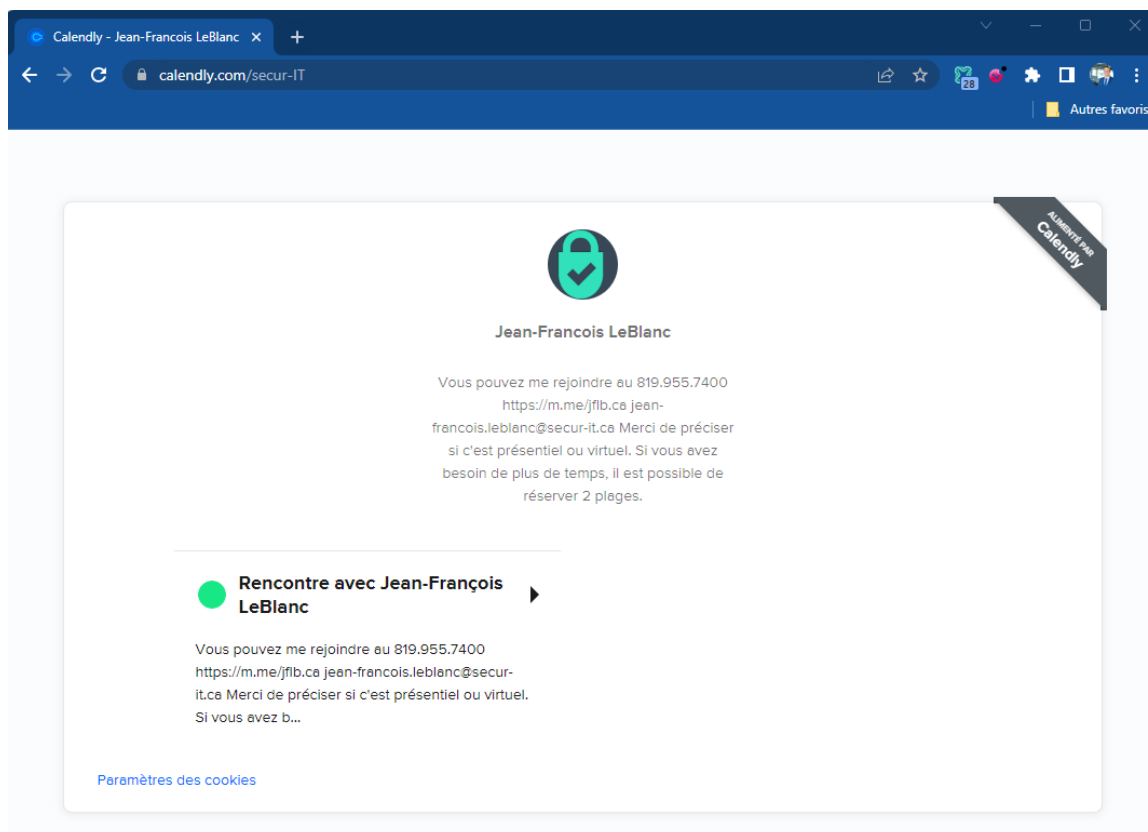 Calendly - Jean-Francois LeBlanc
calendly.com/secur-IT
28
Autres favoris
ALIMENTÉ PAR
Calendly
Jean-Francois LeBlanc
Vous pouvez me rejoindre au 819.955.7400
https://m.me/jflb.ca jean-
francois.leblanc@secur-it.ca Merci de préciser
si c'est présentiel ou virtuel. Si vous avez
besoin de plus de temps, il est possible de
réserver 2 plages.
Rencontre avec Jean-François
LeBlanc
Vous pouvez me rejoindre au 819.955.7400
https://m.me/jflb.ca jean-francois.leblanc@secur-
it.ca Merci de préciser si c'est présentiel ou virtuel.
Si vous avez b...
Paramètres des cookies